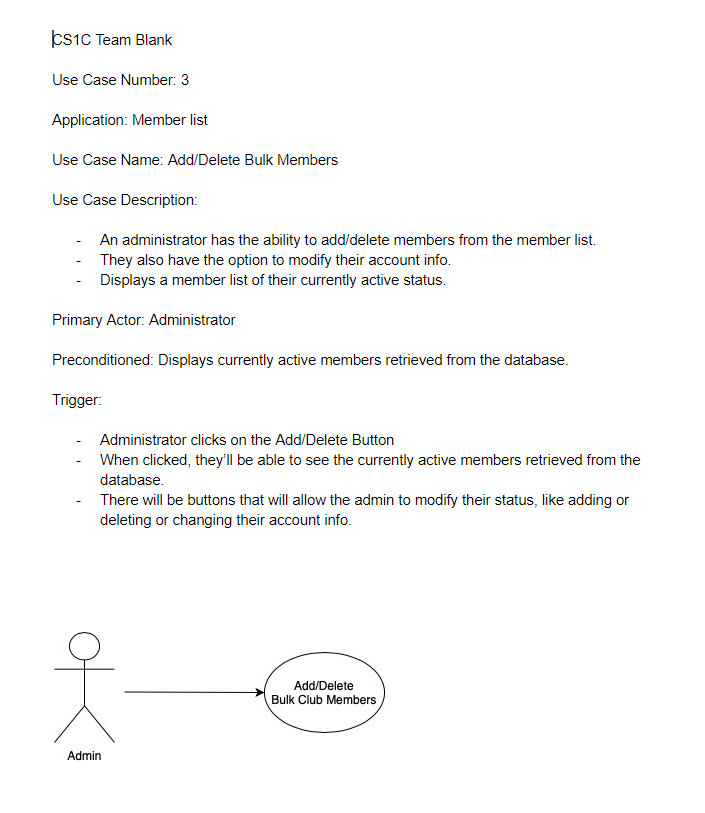 CS1C Team Blank
Use Case Number: 3
Application: Member list
Use Case Name: Add/Delete Bulk Members
Use Case Description:
- An administrator has the ability to add/delete members from the member list.
- They also have the option to modify their account info.
- Displays a member list of their currently active status.
Primary Actor: Administrator
Preconditioned: Displays currently active members retrieved from the database.
Trigger:
- Administrator clicks on the Add/Delete Button
- When clicked, they'll be able to see the currently active members retrieved from the
database.
- There will be buttons that will allow the admin to modify their status, like adding or
deleting or changing their account info.
Add/Delete
Bulk Club Members
Admin